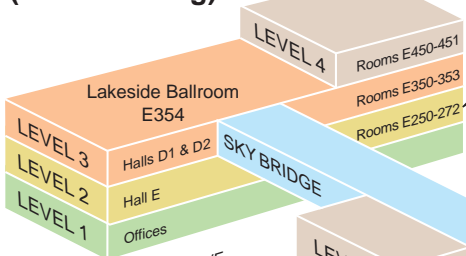 LEVEL 4
Rooms E450-451
Lakeside Ballroom
E354
Rooms E350-353
Rooms E250-272
LEVEL 3
Halls D1 & D2
SKY BRIDGE
LEVEL 2
Hall E
LEVEL 1
Offices